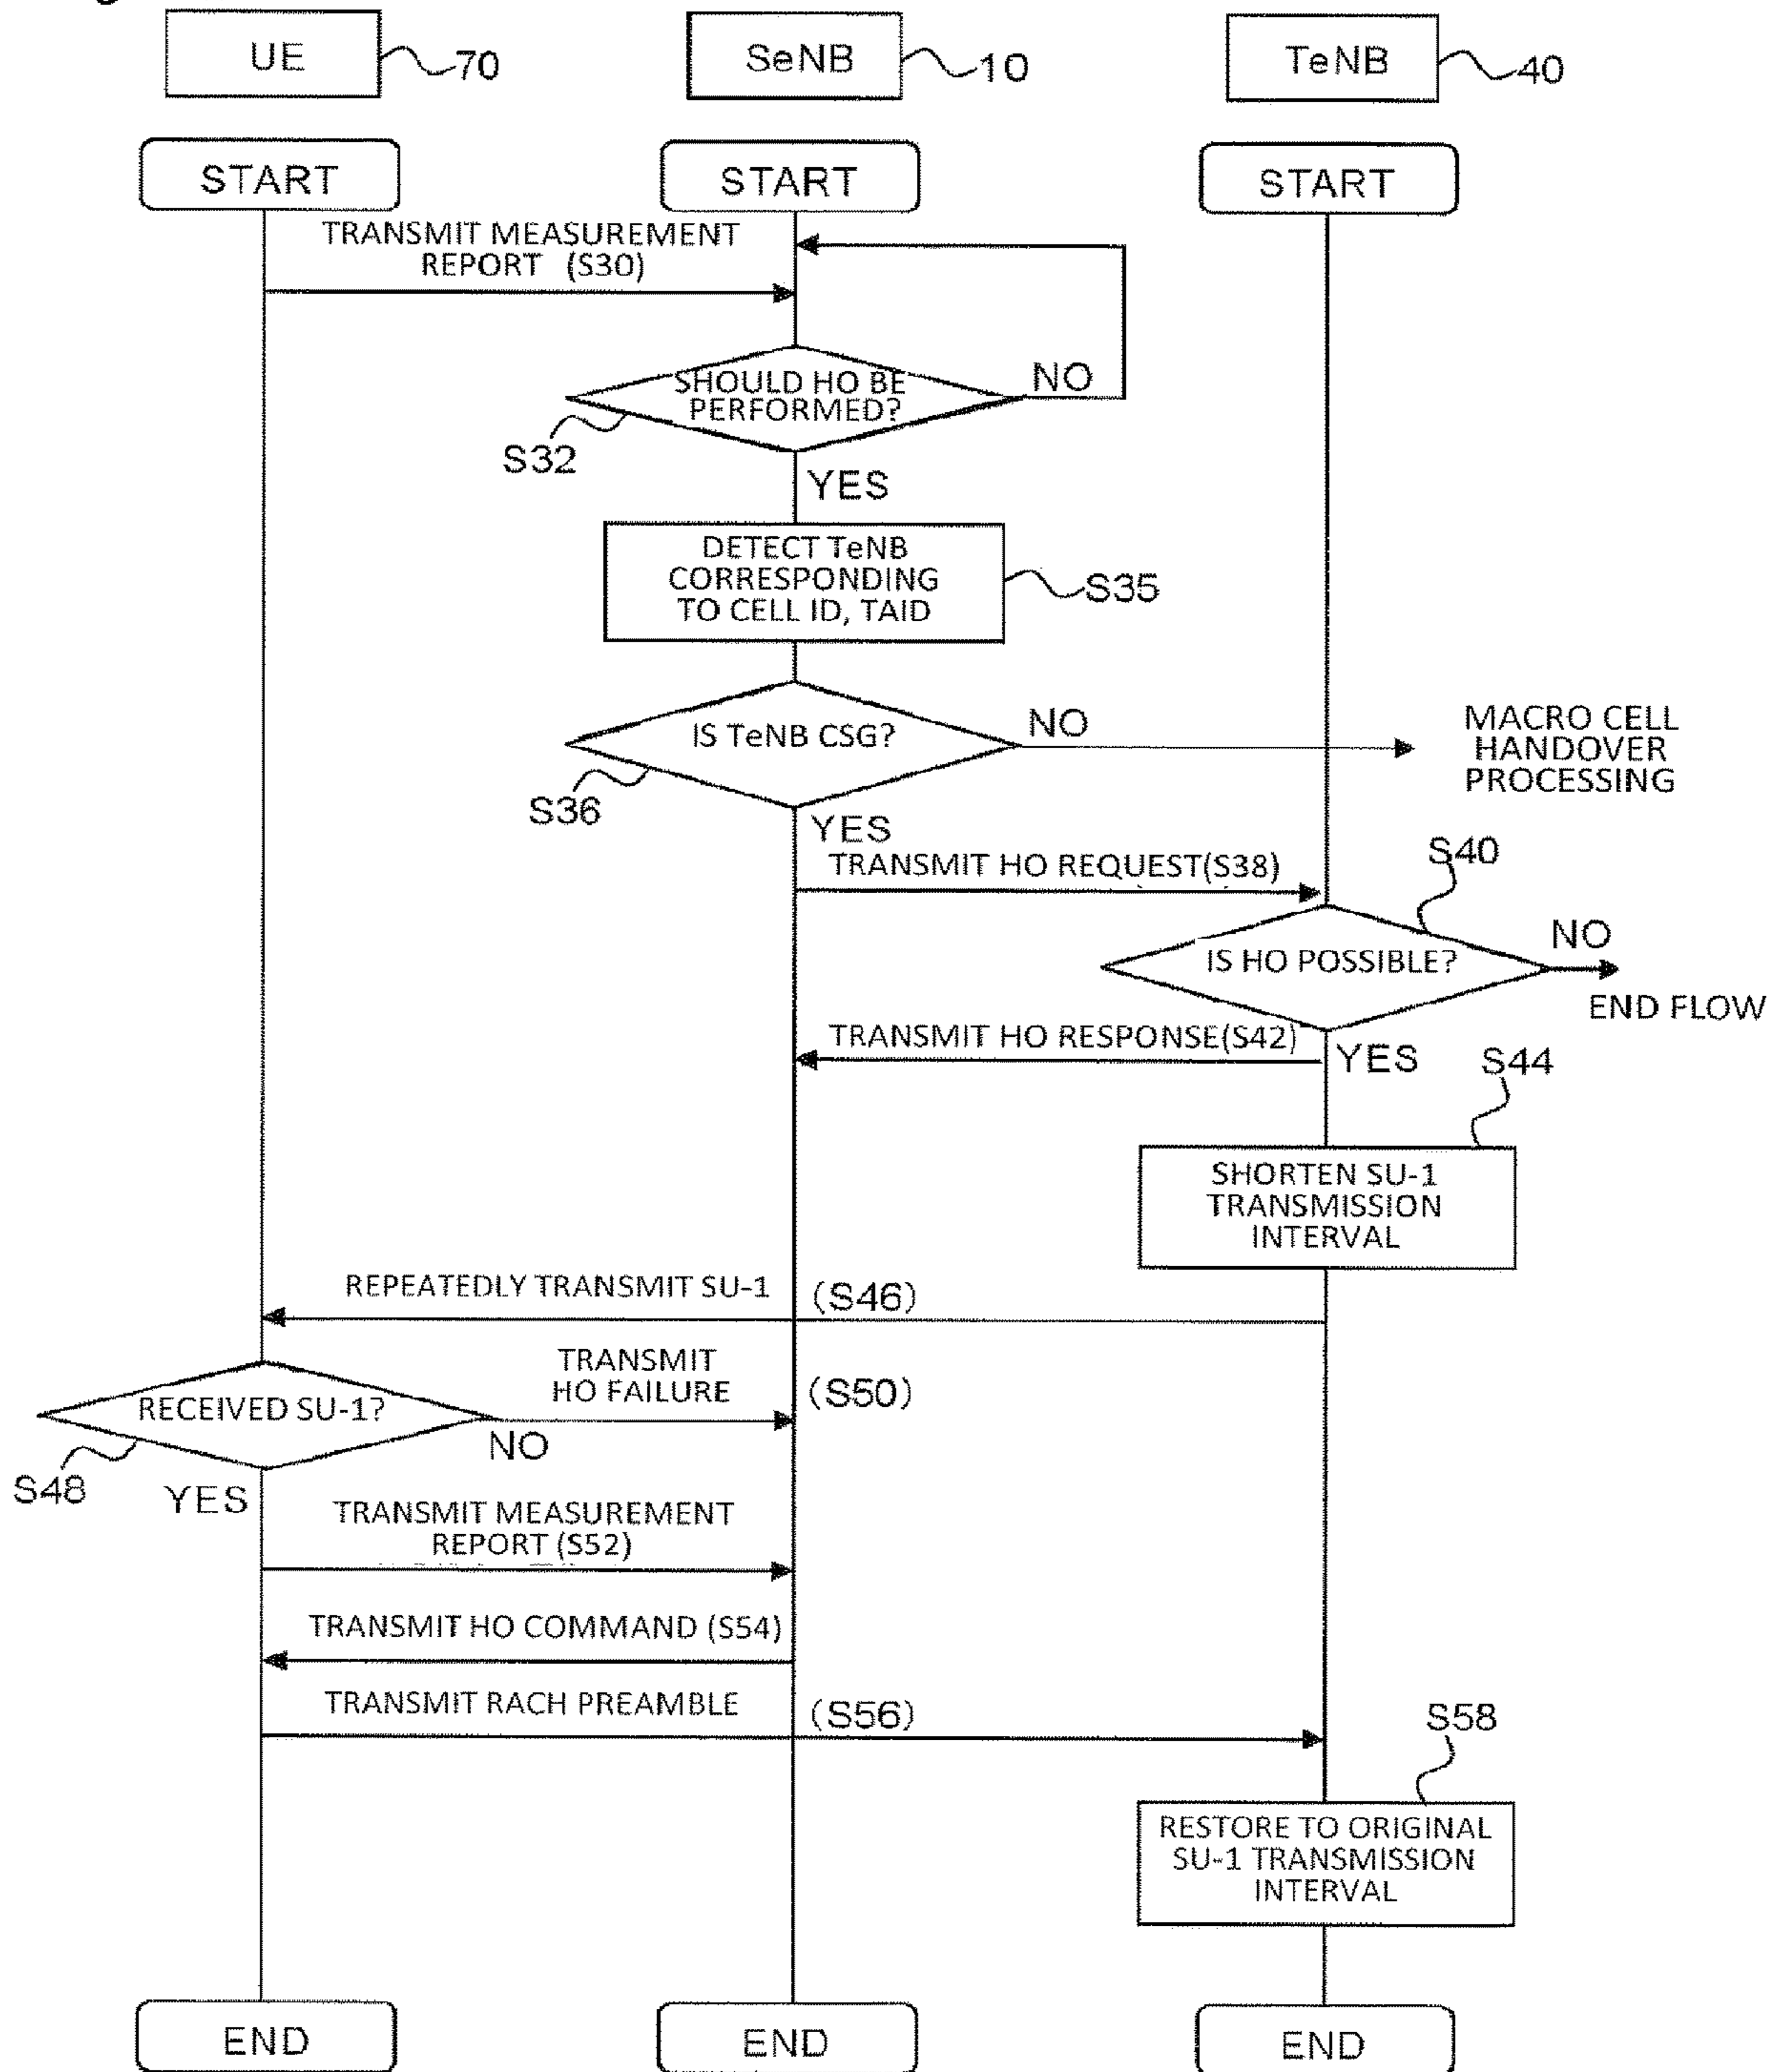 UE
70
SeNB
10
TeNB
40
START
START
START
TRANSMIT MEASUREMENT
REPORT (S30)
SHOULD HO BE
PERFORMED?
NO
S32
YES
DETECT TeNB
CORRESPONDING
TO CELL ID, TAID
S35
IS TeNB CSG?
NO
MACRO CELL
HANDOVER
PROCESSING
S36
YES
TRANSMIT HO REQUEST(S38)
S40
IS HO POSSIBLE?
NO
END FLOW
TRANSMIT HO RESPONSE(S42)
YES
S44
SHORTEN SU-1
TRANSMISSION
INTERVAL
REPEATEDLY TRANSMIT SU-1
(S46)
TRANSMIT
HO FAILURE
(S50)
RECEIVED SU-1?
NO
S48
YES
TRANSMIT MEASUREMENT
REPORT (S52)
TRANSMIT HO COMMAND (S54)
TRANSMIT RACH PREAMBLE
(S56)
S58
RESTORE TO ORIGINAL
SU-1 TRANSMISSION
INTERVAL
END
END
END